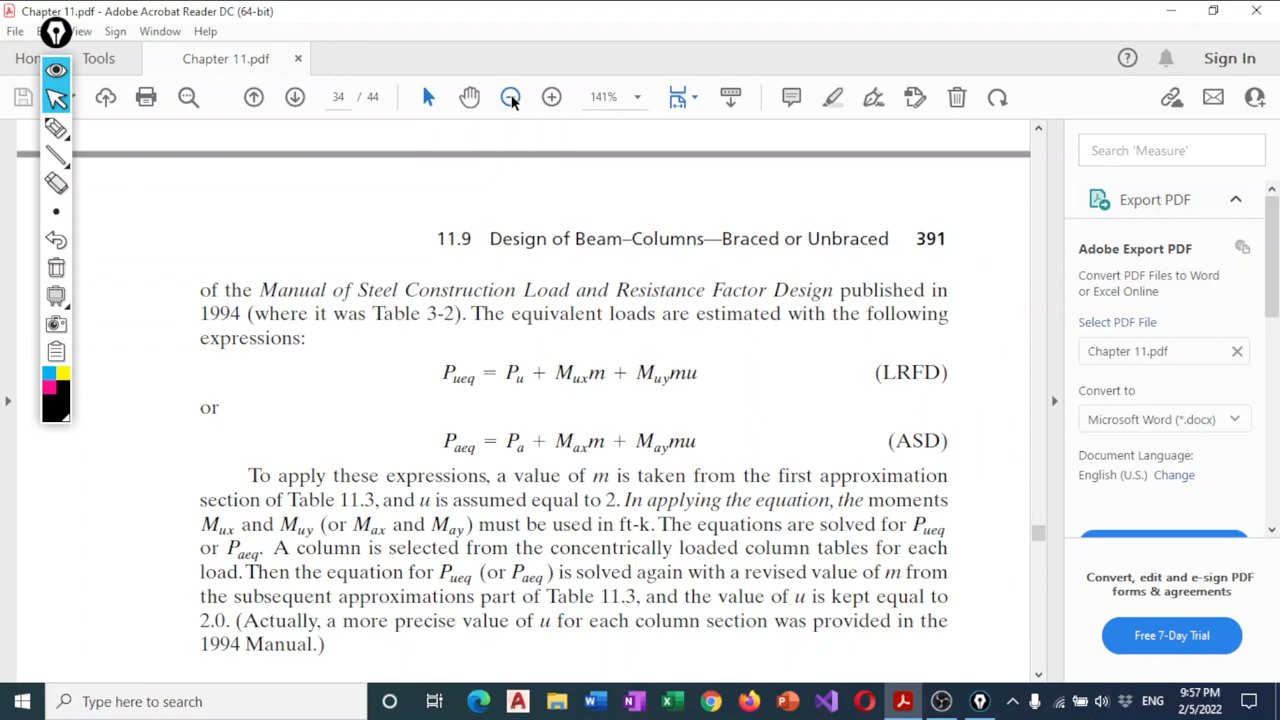 Chapter 11.pdf - Adobe Acrobat Reader DC (64-bit)
File View Sign Window Help
Tools
Chapter 11.pdf
Sign In
34 / 44
141%
11.9 Design of Beam–Columns—Braced or Unbraced 391
of the Manual of Steel Construction Load and Resistance Factor Design published in
1994 (where it was Table 3-2). The equivalent loads are estimated with the following
expressions:
Pueq = Pu + Muxm + Muymu (LRFD)
or
Paeq = Pa + Maxm + Maymu (ASD)
To apply these expressions, a value of m is taken from the first approximation
section of Table 11.3, and u is assumed equal to 2. In applying the equation, the moments
Mux and Muy (or Max and May) must be used in ft-k. The equations are solved for Pueq
or Paeq. A column is selected from the concentrically loaded column tables for each
load. Then the equation for Pueq (or Paeq) is solved again with a revised value of m from
the subsequent approximations part of Table 11.3, and the value of u is kept equal to
2.0. (Actually, a more precise value of u for each column section was provided in the
1994 Manual.)
Search 'Measure'
Export PDF
Adobe Export PDF
Convert PDF Files to Word
or Excel Online
Select PDF File
Chapter 11.pdf
Convert to
Microsoft Word (*.docx)
Document Language:
English (U.S.) Change
Convert, edit and e-sign PDF
forms & agreements
Free 7-Day Trial
Type here to search
ENG
9:57 PM
2/5/2022